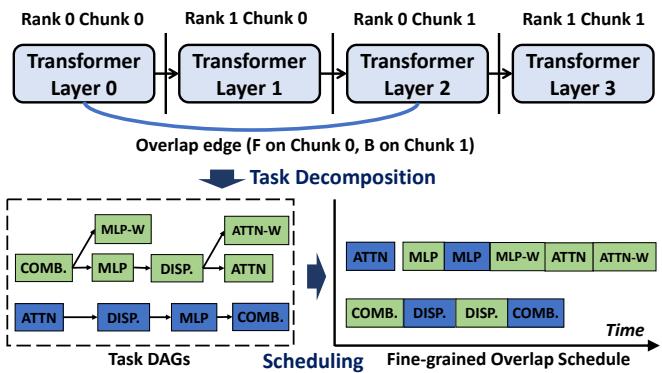 Rank 0 Chunk 0
Rank 1 Chunk 0
Rank 0 Chunk 1
Rank 1 Chunk 1
Transformer
Layer 0
Transformer
Layer 1
Transformer
Layer 2
Transformer
Layer 3
Overlap edge (F on Chunk 0, B on Chunk 1)
Task Decomposition
MLP-W
ATTN-W
COMB.
MLP
DISP.
ATTN
ATTN
DISP.
MLP
COMB.
Task DAGs
Scheduling
ATTN
MLP
MLP
MLP-W
ATTN
ATTN-W
COMB.
DISP.
DISP.
COMB.
Time
Fine-grained Overlap Schedule